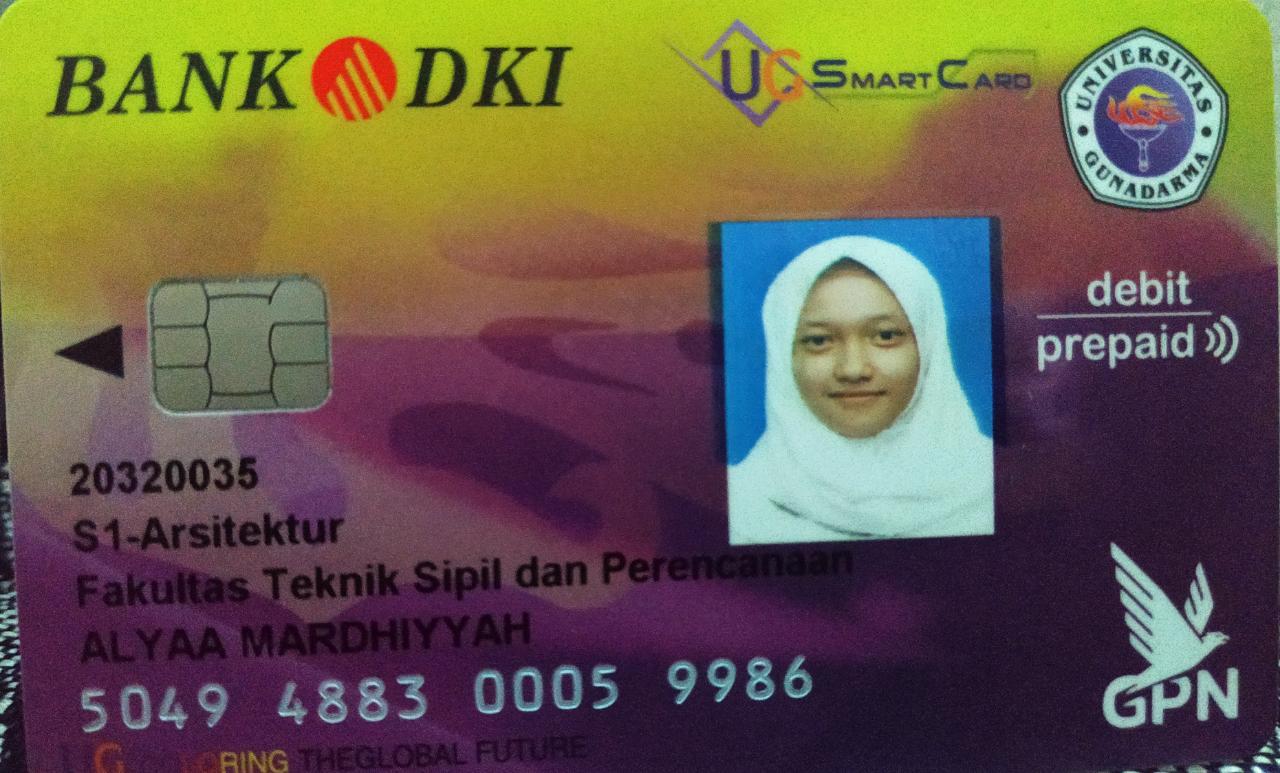 BANK DKI
UG SMART CARD
UNIVERSITAS GUNADARMA
debit
prepaid
20320035
S1-Arsitektur
Fakultas Teknik Sipil dan Perencanaan
ALYAA MARDHIYYAH
5049 4883 0005 9986
GPN
RING THEGLOBAL FUTURE